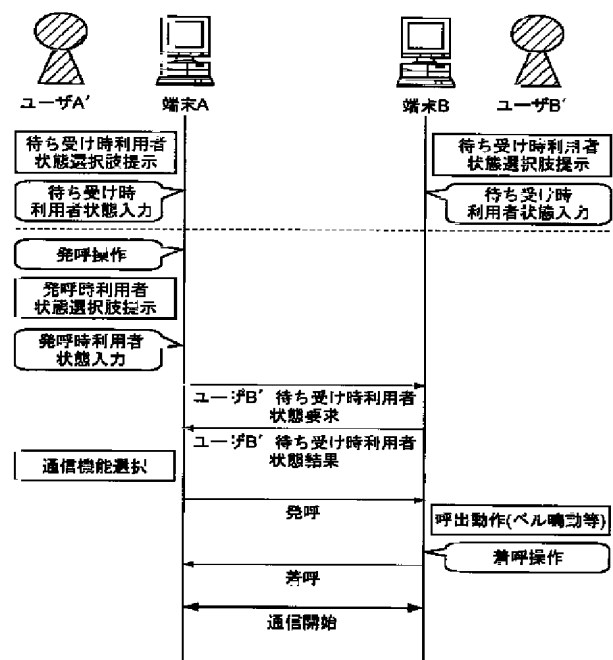 ユーザA′
端末A
端末B
ユーザB′
待ち受け時利用者
状態選択肢提示
待ち受け時利用者
状態選択肢提示
待ち受け時
利用者状態入力
待ち受け時
利用者状態入力
発呼操作
発呼時利用者
状態選択肢提示
発呼時利用者
状態入力
ユーザB′ 待ち受け時利用者
状態要求
ユーザB′ 待ち受け時利用者
状態結果
通信機能選択
発呼
呼出動作(ベル鳴動等)
着呼操作
着呼
通信開始